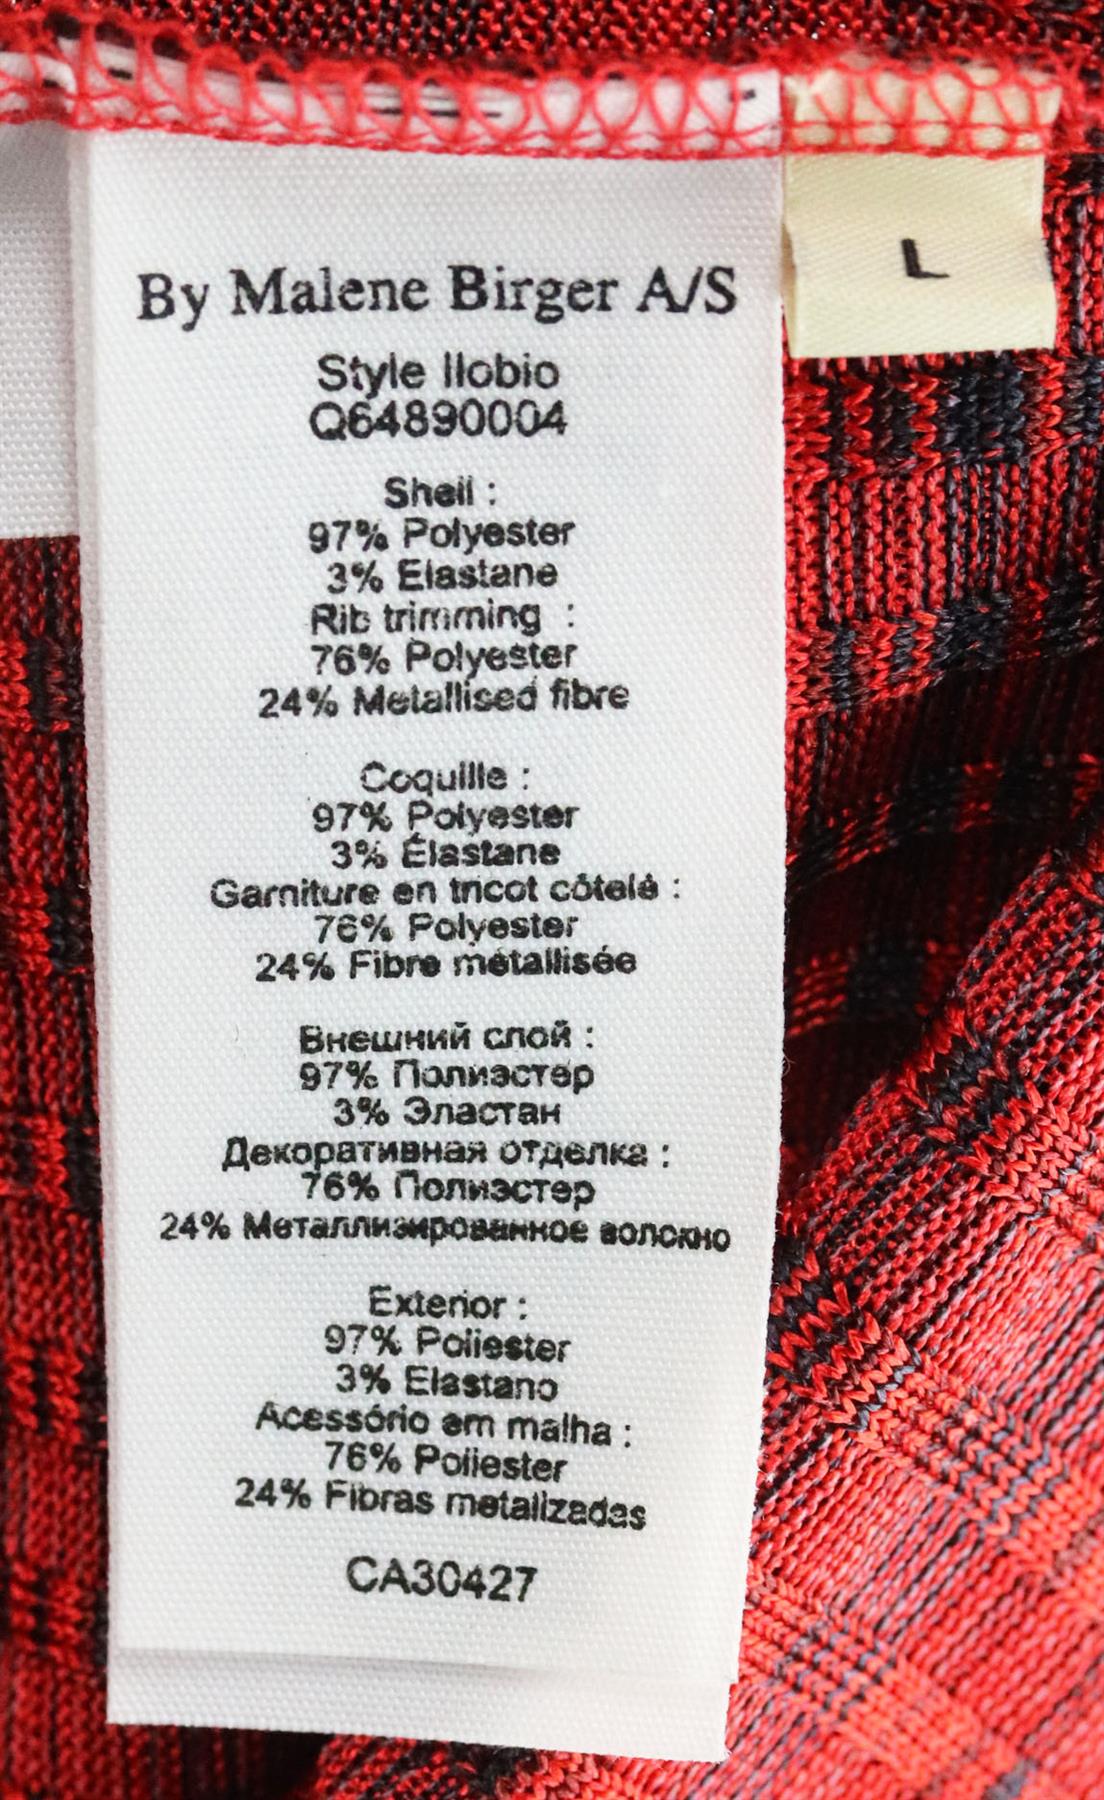 By Malene Birger A/S
L
Style Ilobio
Q64890004
Shell :
97% Polyester
3% Elastane
Rib trimming :
76% Polyester
24% Metallised fibre
Coquille :
97% Polyester
3% Élastane
Garniture en tricot côtelé :
76% Polyester
24% Fibre métallisée
Внешний слой :
97% Полиэстер
3% Эластан
Декоративная отделка :
76% Полиэстер
24% Металлизированное волокно
Exterior :
97% Poliester
3% Elastano
Acessório em malha :
76% Poliester
24% Fibras metalizadas
CA30427